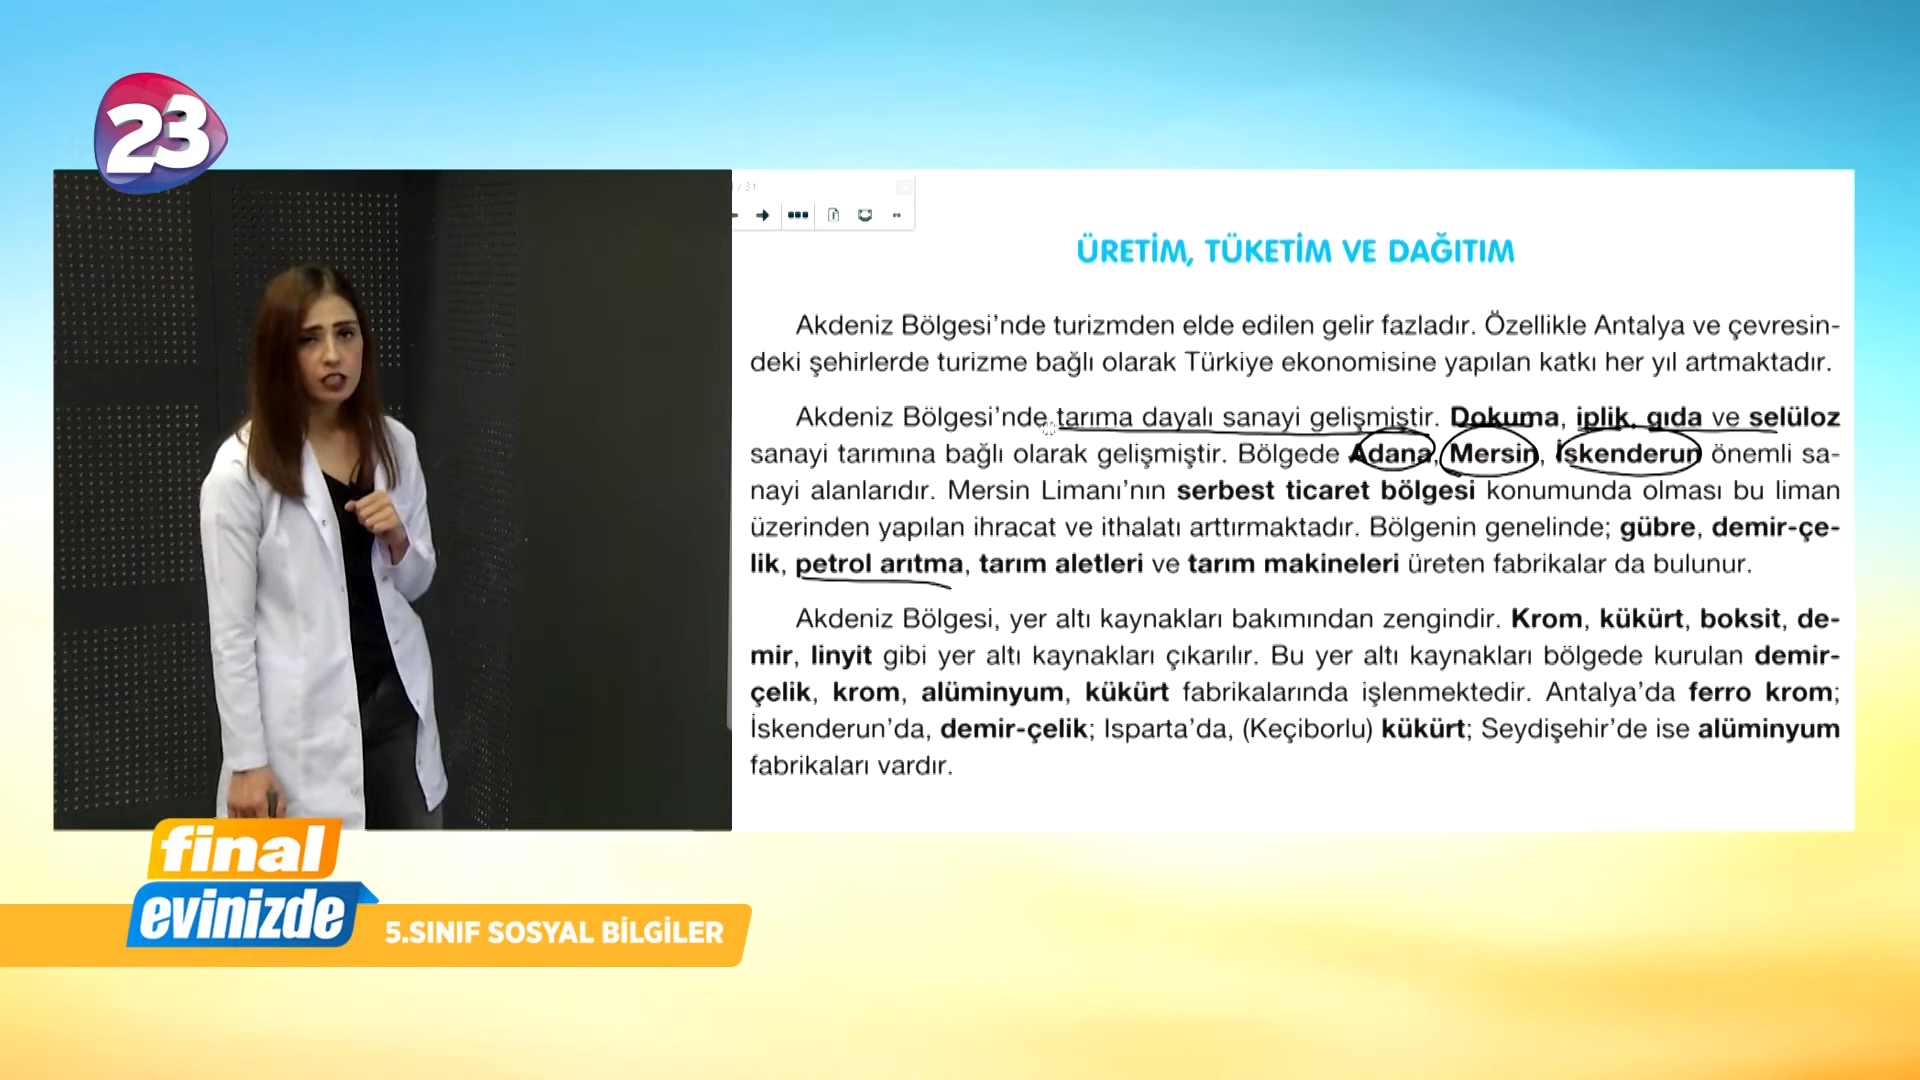 23
/ 31
ÜRETİM, TÜKETİM VE DAĞITIM
Akdeniz Bölgesi’nde turizmden elde edilen gelir fazladır. Özellikle Antalya ve çevresin-
deki şehirlerde turizme bağlı olarak Türkiye ekonomisine yapılan katkı her yıl artmaktadır.
Akdeniz Bölgesi’nde tarıma dayalı sanayi gelişmiştir. Dokuma, iplik, gıda ve selüloz
sanayi tarımına bağlı olarak gelişmiştir. Bölgede Adana, Mersin, İskenderun önemli sa-
nayi alanlarıdır. Mersin Limanı’nın serbest ticaret bölgesi konumunda olması bu liman
üzerinden yapılan ihracat ve ithalatı arttırmaktadır. Bölgenin genelinde; gübre, demir-çe-
lik, petrol arıtma, tarım aletleri ve tarım makineleri üreten fabrikalar da bulunur.
Akdeniz Bölgesi, yer altı kaynakları bakımından zengindir. Krom, kükürt, boksit, de-
mir, linyit gibi yer altı kaynakları çıkarılır. Bu yer altı kaynakları bölgede kurulan demir-
çelik, krom, alüminyum, kükürt fabrikalarında işlenmektedir. Antalya’da ferro krom;
İskenderun’da, demir-çelik; Isparta’da, (Keçiborlu) kükürt; Seydişehir’de ise alüminyum
fabrikaları vardır.
final
evinizde
5.SINIF SOSYAL BİLGİLER